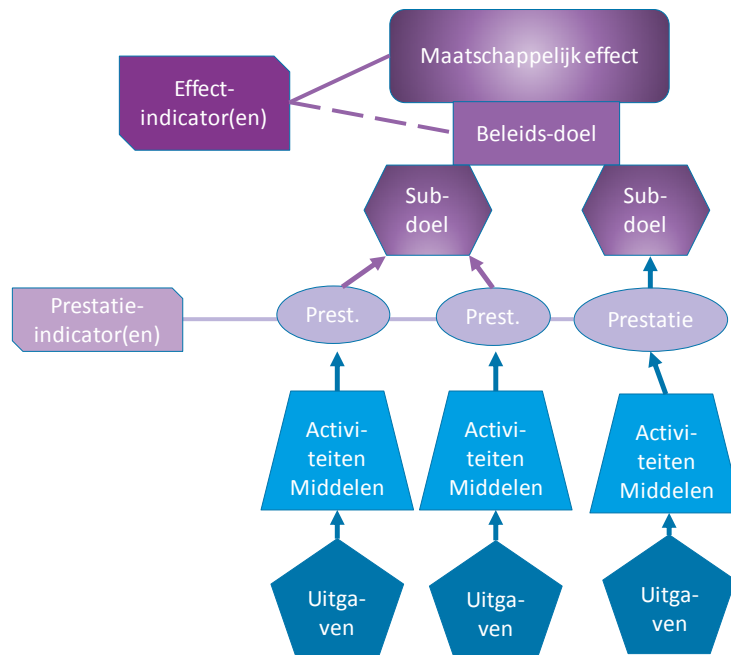 Maatschappelijk effect
Effect-
indicator(en)
Beleids-doel
Sub-
doel
Sub-
doel
Prestatie-
indicator(en)
Prest.
Prest.
Prestatie
Activi-
teiten
Middelen
Activi-
teiten
Middelen
Activi-
teiten
Middelen
Uitga-
ven
Uitga-
ven
Uitga-
ven